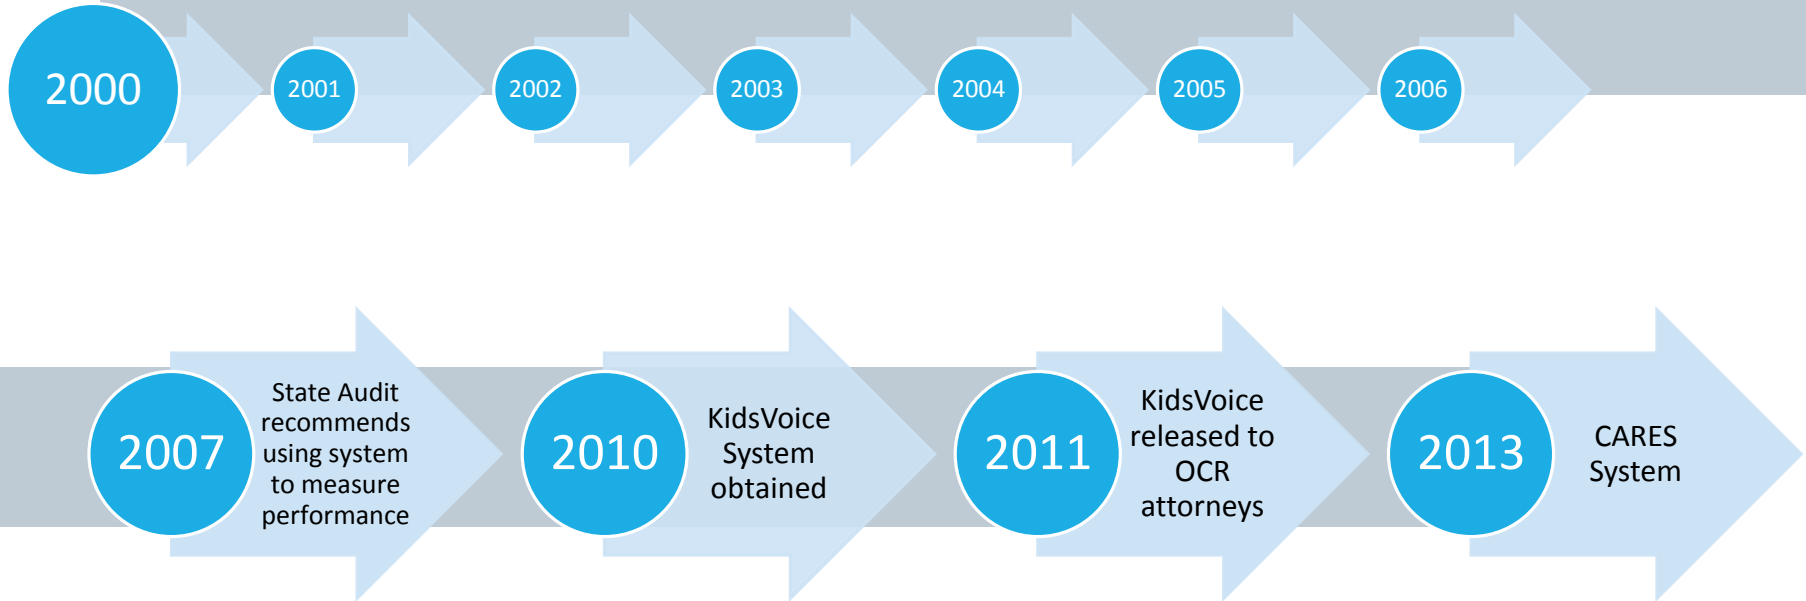 2000
2001
2002
2003
2004
2005
2006
2007
State Audit
recommends
using system
to measure
performance
2010
KidsVoice
System
obtained
2011
KidsVoice
released to
OCR
attorneys
2013
CARES
System